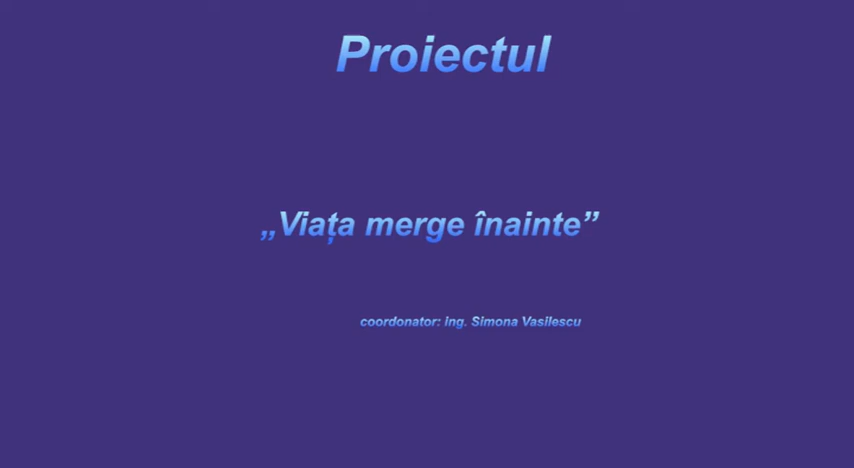 Proiectul
„Viața merge înainte”
coordonator: ing. Simona Vasilescu